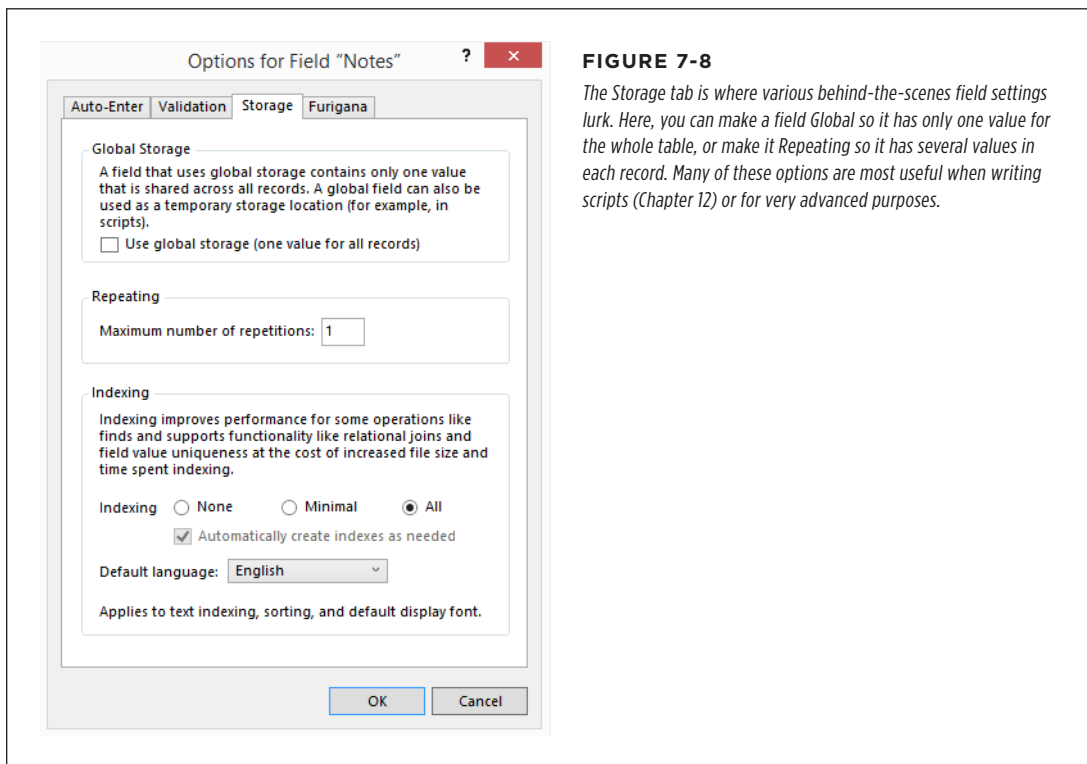 Options for Field “Notes”
?
×
Auto-Enter
Validation
Storage
Furigana
Global Storage
A field that uses global storage contains only one value
that is shared across all records. A global field can also be
used as a temporary storage location (for example, in
scripts).
Use global storage (one value for all records)
Repeating
Maximum number of repetitions: 1
Indexing
Indexing improves performance for some operations like
finds and supports functionality like relational joins and
field value uniqueness at the cost of increased file size and
time spent indexing.
Indexing None Minimal All
Automatically create indexes as needed
Default language: English
Applies to text indexing, sorting, and default display font.
OK
Cancel
FIGURE 7-8
The Storage tab is where various behind-the-scenes field settings
lurk. Here, you can make a field Global so it has only one value for
the whole table, or make it Repeating so it has several values in
each record. Many of these options are most useful when writing
scripts (Chapter 12) or for very advanced purposes.